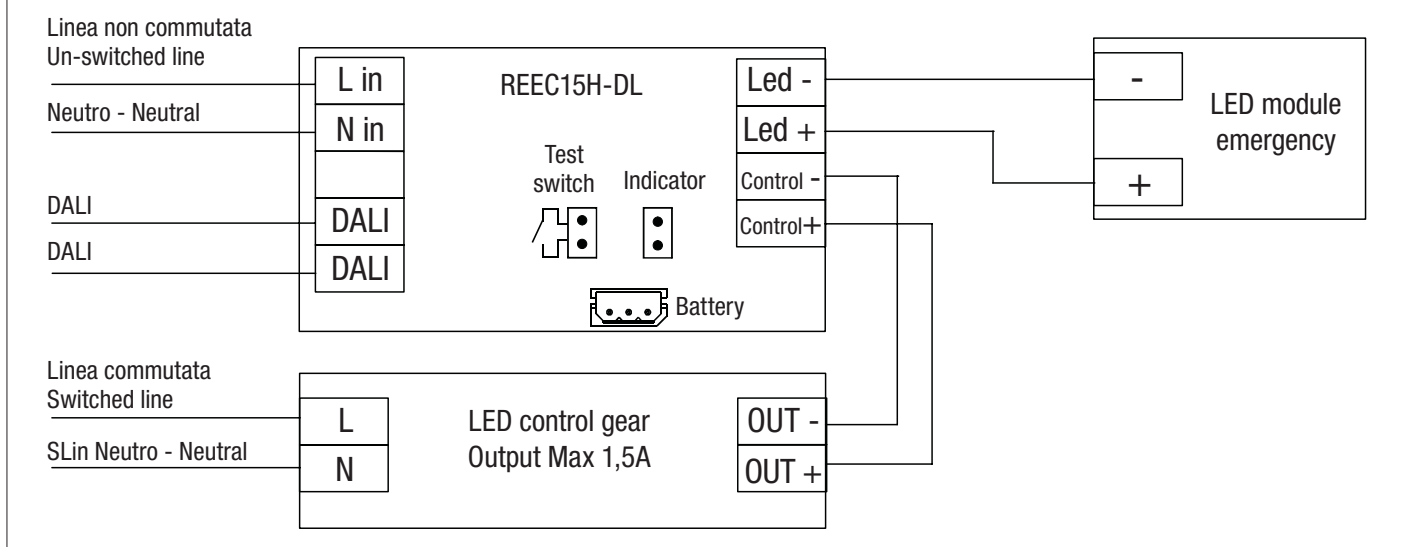 Linea non commutata
Un-switched line
Neutro - Neutral
DALI
DALI
L in
N in
DALI
DALI
REEC15H-DL
Test
switch
Indicator
Battery
Led -
Led +
Control -
Control+
-
+
LED module
emergency
Linea commutata
Switched line
SLin Neutro - Neutral
L
N
LED control gear
Output Max 1,5A
OUT -
OUT +